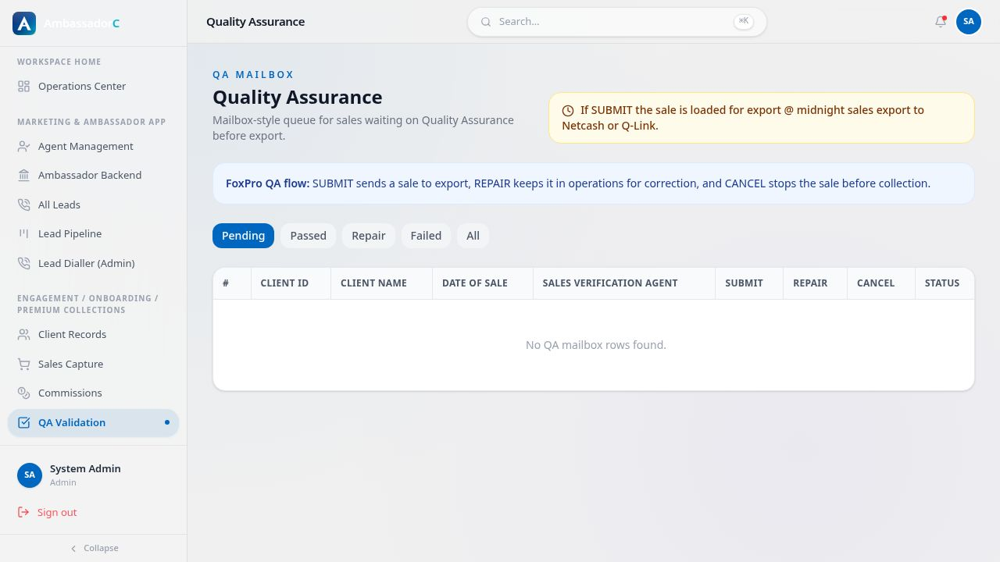 AmbassadorC
WORKSPACE HOME
Operations Center
MARKETING & AMBASSADOR APP
Agent Management
Ambassador Backend
All Leads
Lead Pipeline
Lead Dialler (Admin)
ENGAGEMENT / ONBOARDING /
PREMIUM COLLECTIONS
Client Records
Sales Capture
Commissions
QA Validation
SA
System Admin
Admin
Sign out
Collapse
Quality Assurance
Search...
⌘K
SA
QA MAILBOX
Quality Assurance
Mailbox-style queue for sales waiting on Quality Assurance
before export.
If SUBMIT the sale is loaded for export @ midnight sales export to
Netcash or Q-Link.
FoxPro QA flow: SUBMIT sends a sale to export, REPAIR keeps it in operations for correction, and CANCEL stops the sale before collection.
Pending Passed Repair Failed All
# CLIENT ID CLIENT NAME DATE OF SALE SALES VERIFICATION AGENT SUBMIT REPAIR CANCEL STATUS
No QA mailbox rows found.